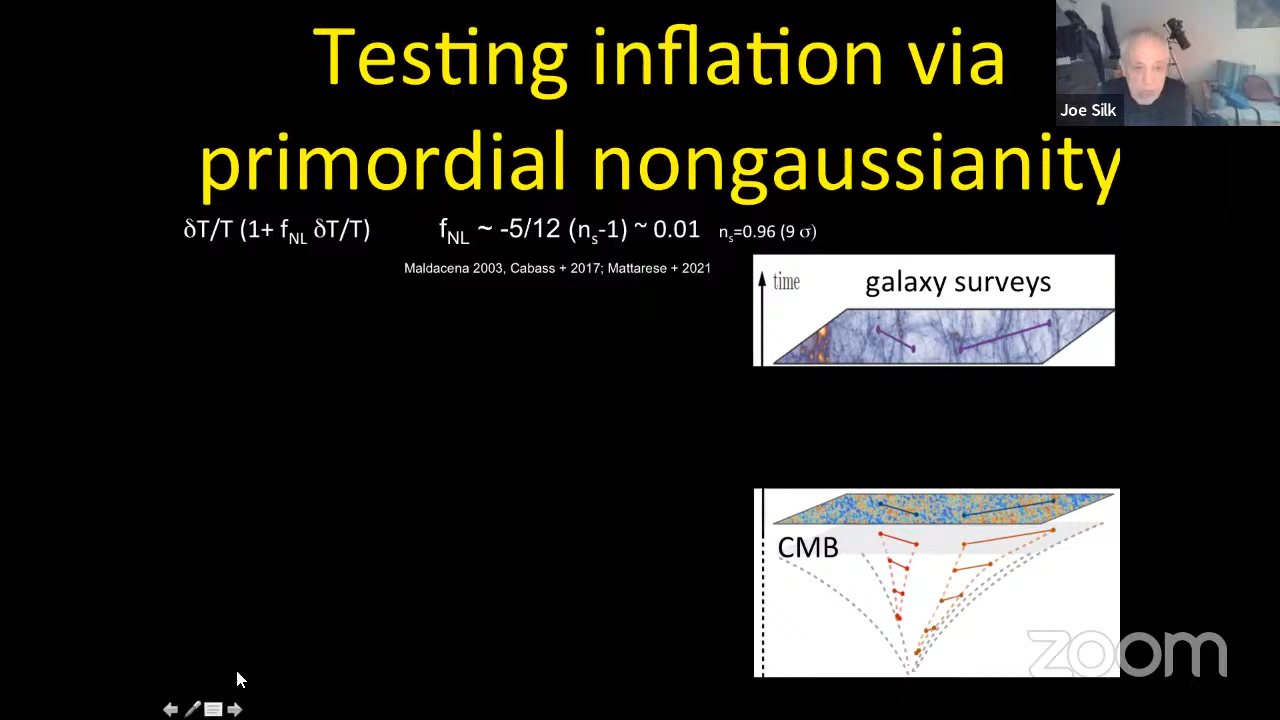 Testing inflation via
primordial nongaussianity
Joe Silk
δT/T (1+ fNL δT/T)
fNL ~ -5/12 (ns-1) ~ 0.01 ns=0.96 (9 σ)
Maldacena 2003, Cabass + 2017; Mattarese + 2021
time
galaxy surveys
CMB
zoom